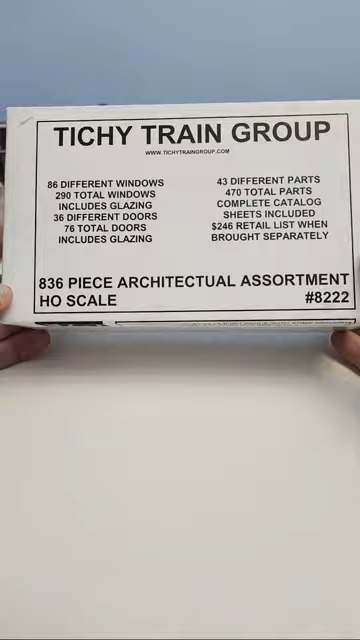 TICHY TRAIN GROUP
WWW.TICHYTRAINGROUP.COM
86 DIFFERENT WINDOWS
290 TOTAL WINDOWS
INCLUDES GLAZING
36 DIFFERENT DOORS
76 TOTAL DOORS
INCLUDES GLAZING
43 DIFFERENT PARTS
470 TOTAL PARTS
COMPLETE CATALOG
SHEETS INCLUDED
$246 RETAIL LIST WHEN
BROUGHT SEPARATELY
836 PIECE ARCHITECTUAL ASSORTMENT
HO SCALE
#8222